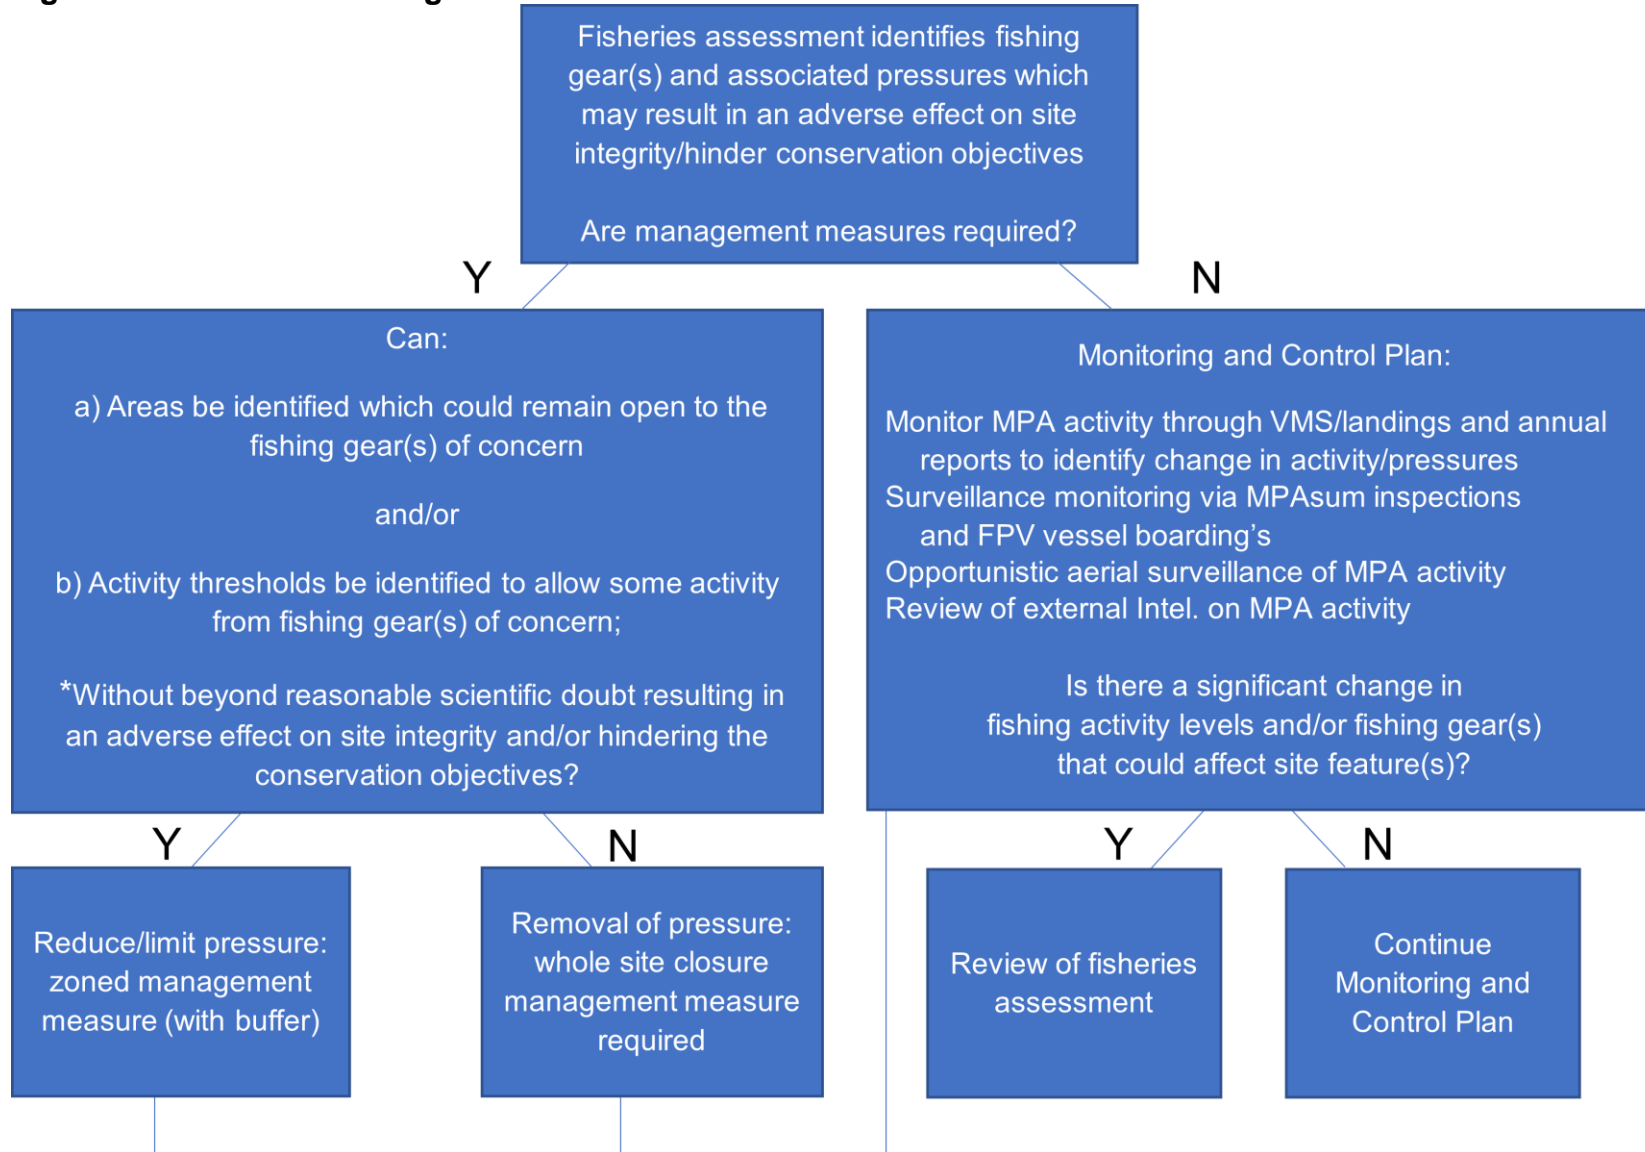 Fisheries assessment identifies fishing
gear(s) and associated pressures which
may result in an adverse effect on site
integrity/hinder conservation objectives
Are management measures required?
Y
N
Can:
a) Areas be identified which could remain open to the
fishing gear(s) of concern
and/or
b) Activity thresholds be identified to allow some activity
from fishing gear(s) of concern;
*Without beyond reasonable scientific doubt resulting in
an adverse effect on site integrity and/or hindering the
conservation objectives?
Monitoring and Control Plan:
Monitor MPA activity through VMS/landings and annual
reports to identify change in activity/pressures
Surveillance monitoring via MPAsum inspections
and FPV vessel boarding's
Opportunistic aerial surveillance of MPA activity
Review of external Intel. on MPA activity
Is there a significant change in
fishing activity levels and/or fishing gear(s)
that could affect site feature(s)?
Y
N
Y
N
Reduce/limit pressure:
zoned management
measure (with buffer)
Removal of pressure:
whole site closure
management measure
required
Review of fisheries
assessment
Continue
Monitoring and
Control Plan